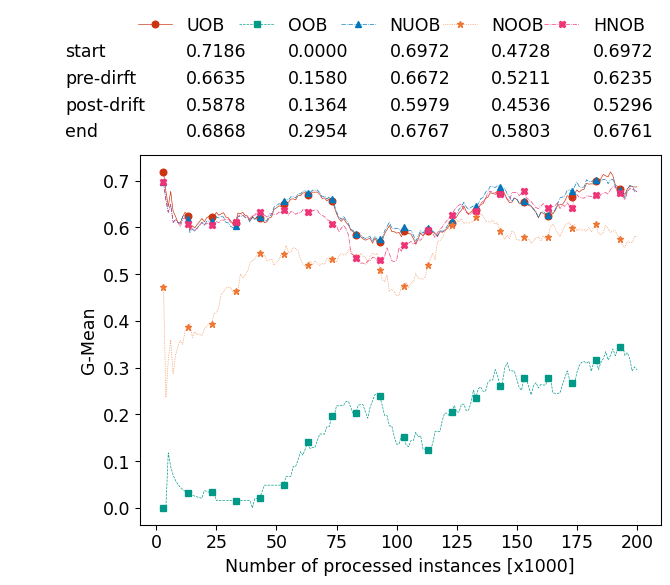 UOB OOB NUOB NOOB HNOB
start 0.7186 0.0000 0.6972 0.4728 0.6972
pre-dirft 0.6635 0.1580 0.6672 0.5211 0.6235
post-drift 0.5878 0.1364 0.5979 0.4536 0.5296
end 0.6868 0.2954 0.6767 0.5803 0.6761
0.7
0.6
0.5
0.4
0.3
0.2
0.1
0.0
G-Mean
0 25 50 75 100 125 150 175 200
Number of processed instances [x1000]